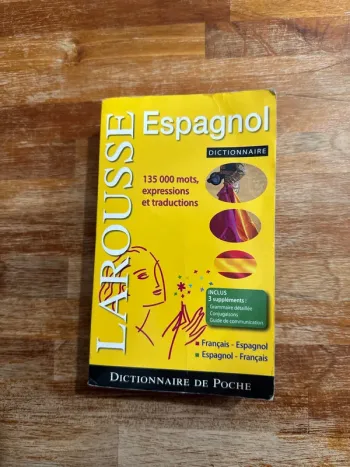 LAROUSSE
Espagnol
DICTIONNAIRE
135 000 mots,
expressions
et traductions
INCLUS
3 suppléments :
Grammaire détaillée
Conjugaisons
Guide de communication
Français - Espagnol
Espagnol - Français
DICTIONNAIRE DE POCHE